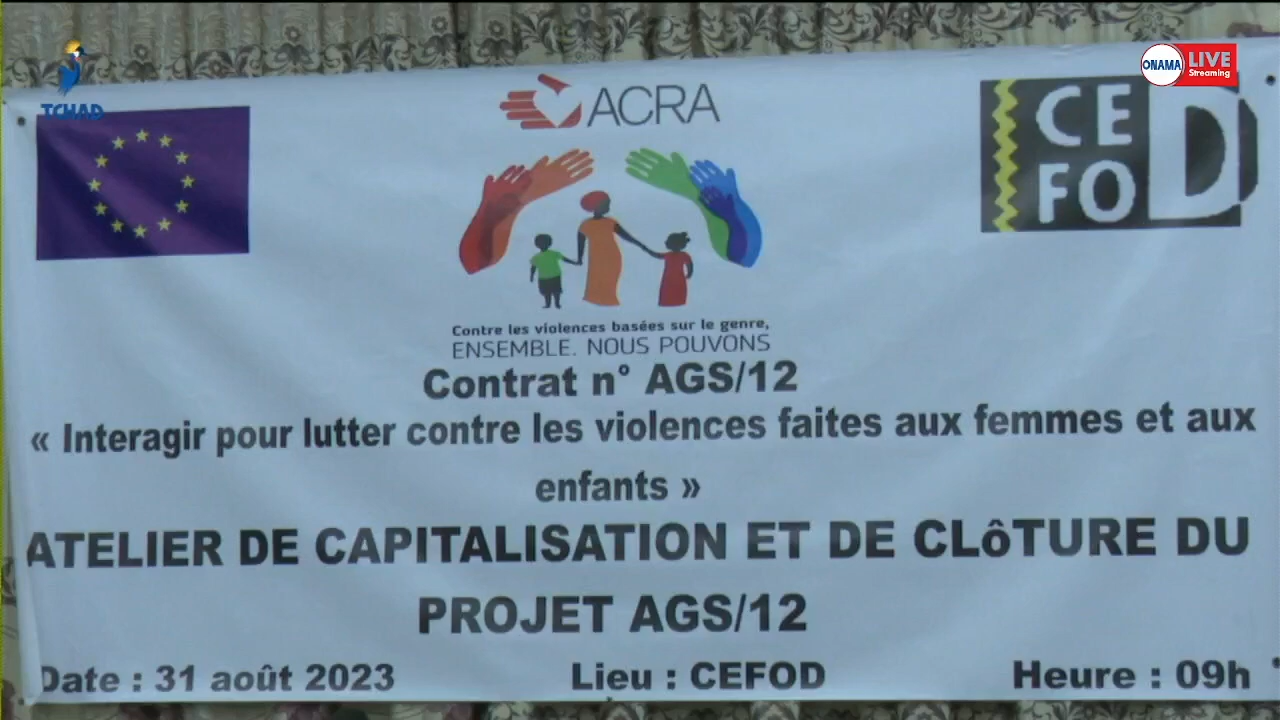 TCHAD
ONAMA LIVE
Streaming
ACRA
CE
FO D
Contre les violences basées sur le genre,
ENSEMBLE. NOUS POUVONS
Contrat n° AGS/12
« Interagir pour lutter contre les violences faites aux femmes et aux
enfants »
ATELIER DE CAPITALISATION ET DE CLôTURE DU
PROJET AGS/12
Date : 31 août 2023 Lieu : CEFOD Heure : 09h